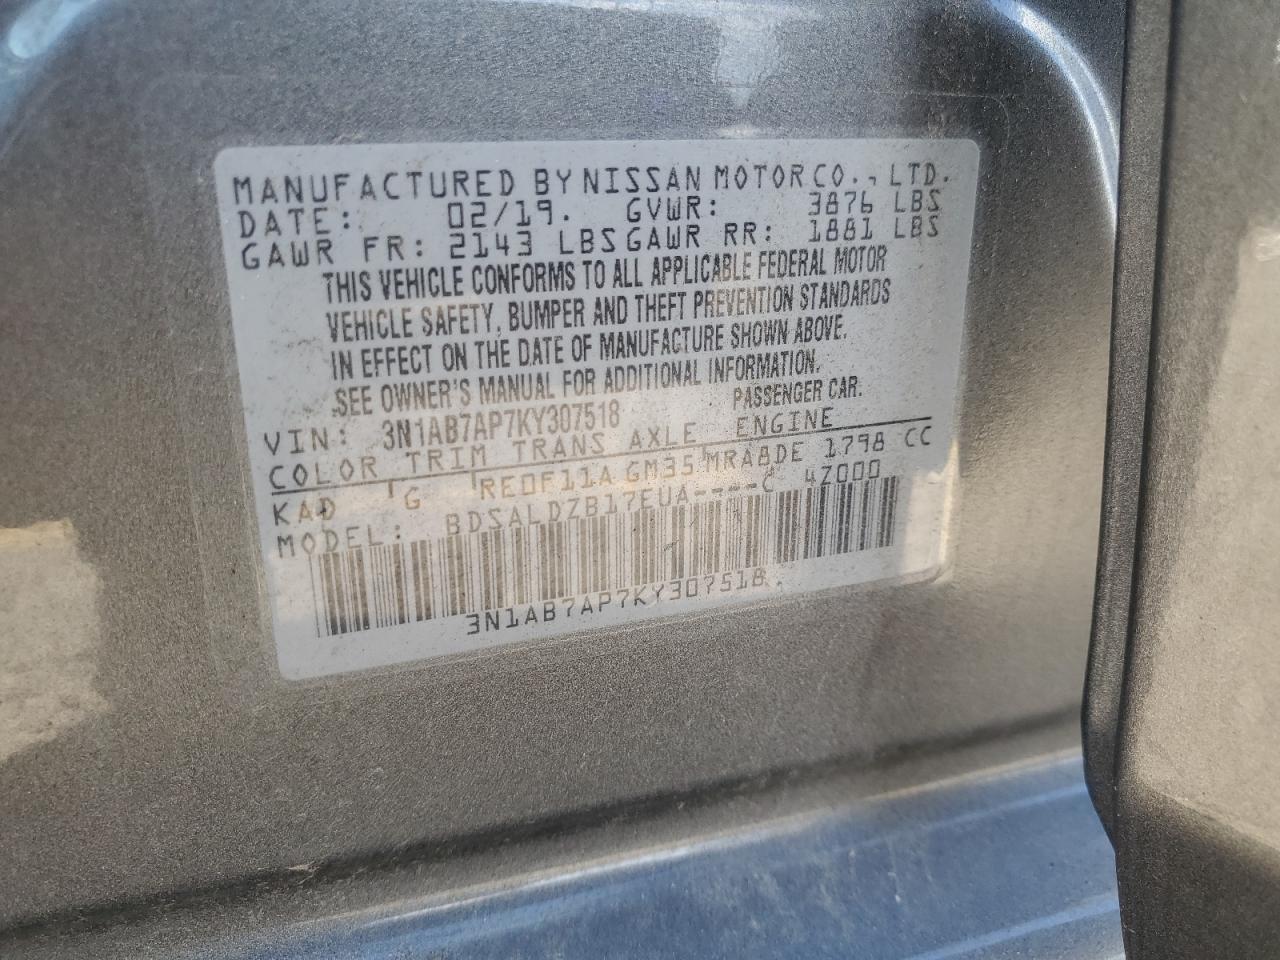 MANUFACTURED BY NISSAN MOTOR CO., LTD.
DATE: 02/19. GVWR: 3876 LBS
GAWR FR: 2143 LBS GAWR RR: 1881 LBS
THIS VEHICLE CONFORMS TO ALL APPLICABLE FEDERAL MOTOR
VEHICLE SAFETY, BUMPER AND THEFT PREVENTION STANDARDS
IN EFFECT ON THE DATE OF MANUFACTURE SHOWN ABOVE.
SEE OWNER'S MANUAL FOR ADDITIONAL INFORMATION.
VIN: 3N1AB7AP7KY307518 PASSENGER CAR.
COLOR TRIM TRANS AXLE ENGINE
KAD G RE0F11A GM35 MRA8DE 1798 CC
MODEL: BDSALDZB17EUA----C 4Z000
3N1AB7AP7KY307518.